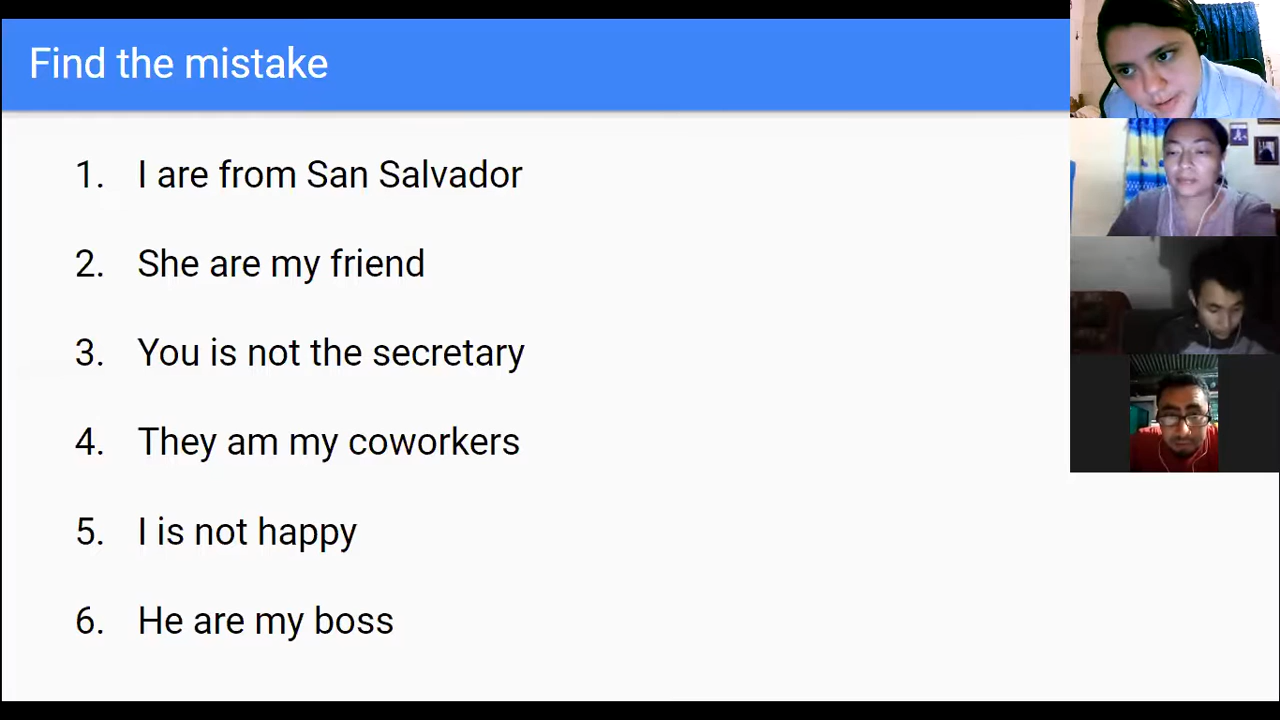 Find the mistake
1. I are from San Salvador
2. She are my friend
3. You is not the secretary
4. They am my coworkers
5. I is not happy
6. He are my boss